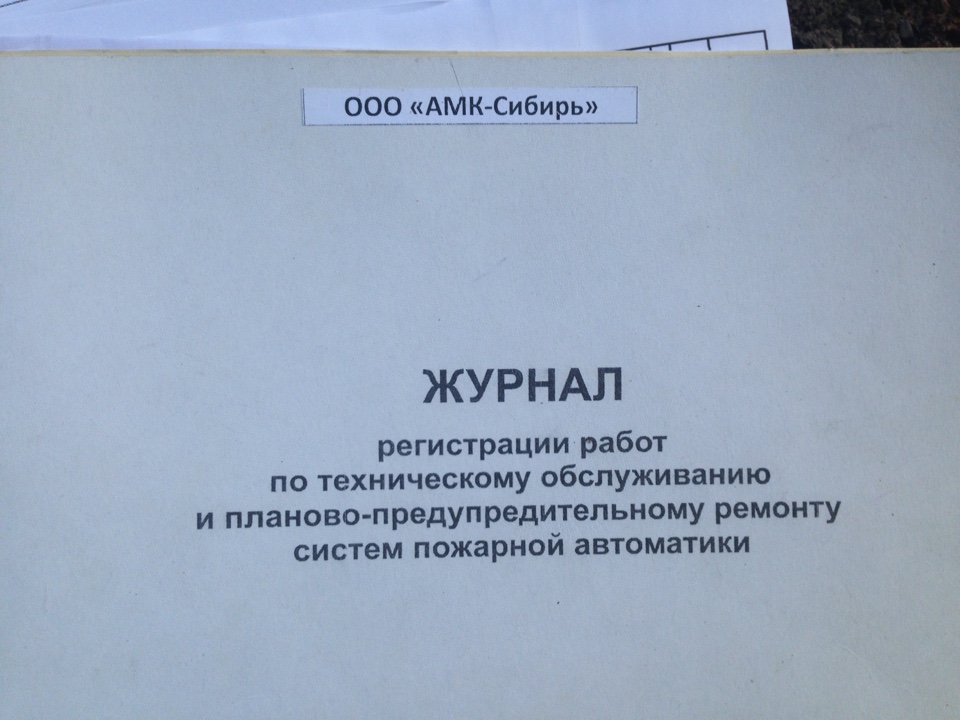 ООО «АМК-Сибирь»
ЖУРНАЛ
регистрации работ
по техническому обслуживанию
и планово-предупредительному ремонту
систем пожарной автоматики